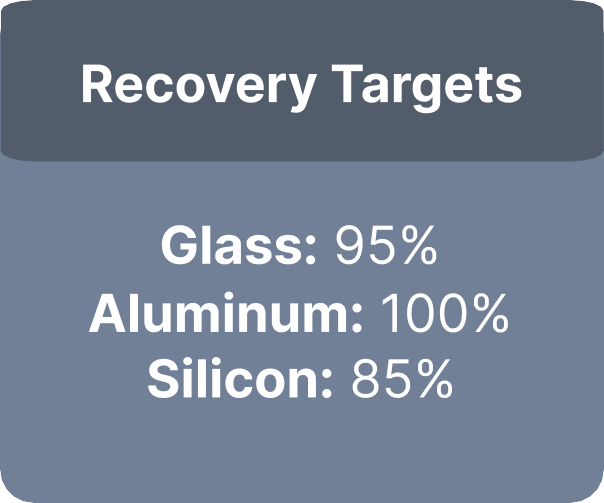 Recovery Targets
Glass: 95%
Aluminum: 100%
Silicon: 85%